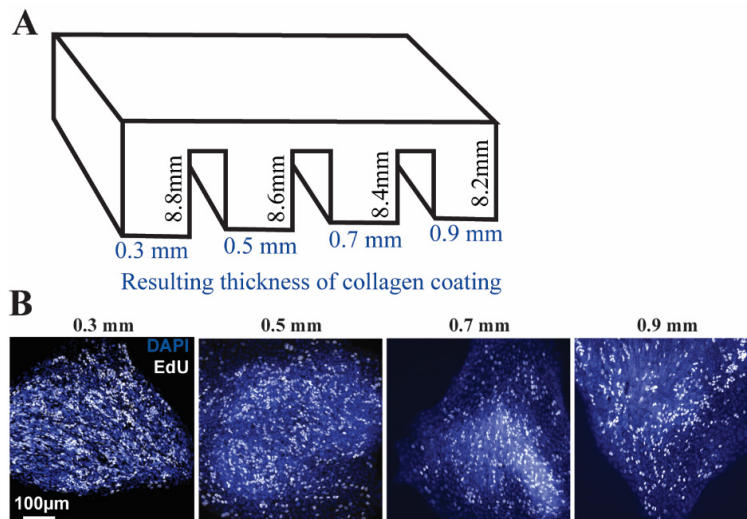 A
8.8mm
8.6mm
8.4mm
8.2mm
0.3 mm
0.5 mm
0.7 mm
0.9 mm
Resulting thickness of collagen coating
B
0.3 mm 0.5 mm 0.7 mm 0.9 mm
DAPI
EdU
100µm